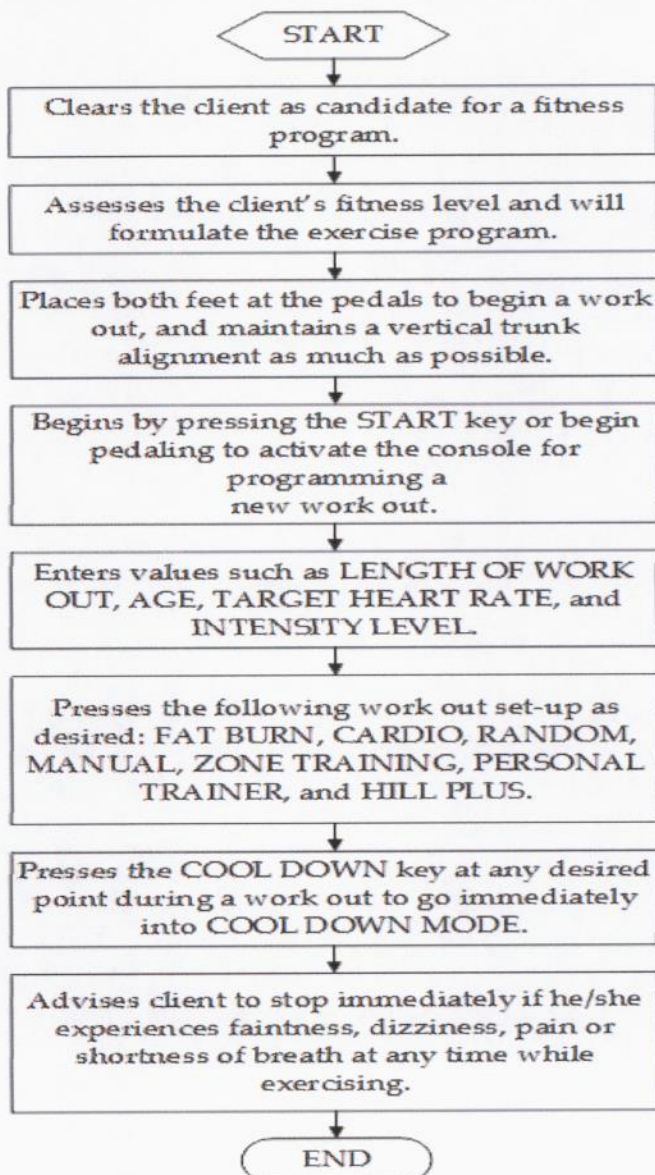 START
Clears the client as candidate for a fitness
program.
Assesses the client's fitness level and will
formulate the exercise program.
Places both feet at the pedals to begin a work
out, and maintains a vertical trunk
alignment as much as possible.
Begins by pressing the START key or begin
pedaling to activate the console for
programming a
new work out.
Enters values such as LENGTH OF WORK
OUT, AGE, TARGET HEART RATE, and
INTENSITY LEVEL.
Presses the following work out set-up as
desired: FAT BURN, CARDIO, RANDOM,
MANUAL, ZONE TRAINING, PERSONAL
TRAINER, and HILL PLUS.
Presses the COOL DOWN key at any desired
point during a work out to go immediately
into COOL DOWN MODE.
Advises client to stop immediately if he/she
experiences faintness, dizziness, pain or
shortness of breath at any time while
exercising.
END